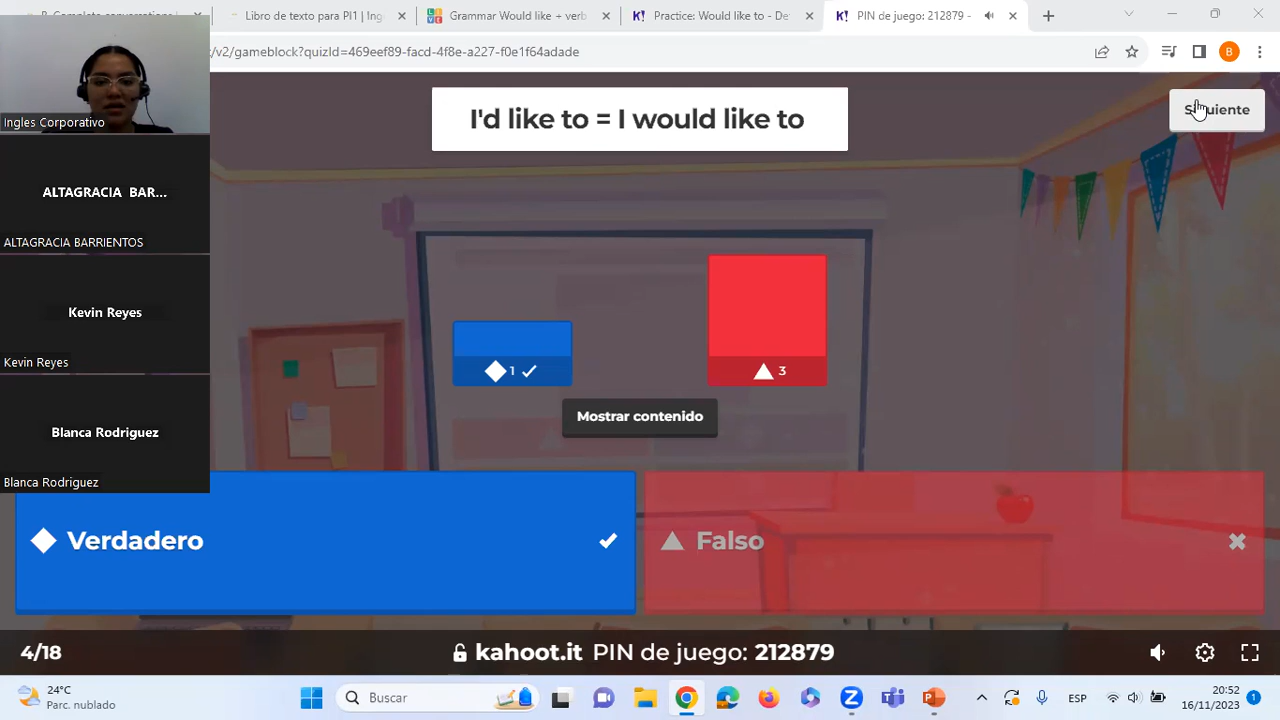 Libro de texto para PI1 | Ing
Grammar Would like + verb
Practice: Would like to - De
PIN de juego: 212879 -
/v2/gameblock?quizId=469eef89-facd-4f8e-a227-f0e1f64adade
B
Ingles Corporativo
I'd like to = I would like to
Siguiente
ALTAGRACIA BAR...
ALTAGRACIA BARRIENTOS
Kevin Reyes
Kevin Reyes
1
3
Mostrar contenido
Blanca Rodriguez
Blanca Rodriguez
Verdadero
Falso
4/18
kahoot.it PIN de juego: 212879
24°C
Parc. nublado
Buscar
ESP
20:52
16/11/2023
1